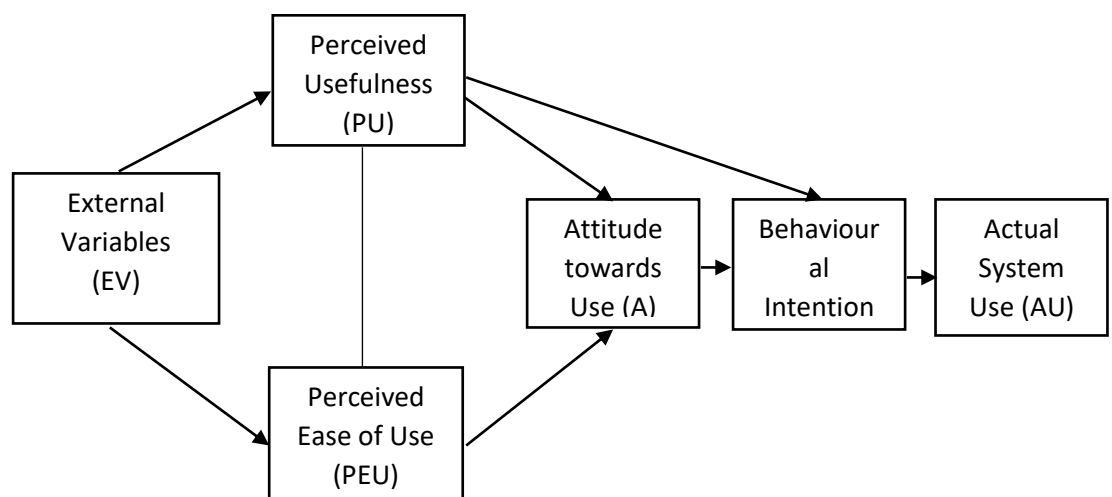 Perceived
Usefulness
(PU)
External
Variables
(EV)
Attitude
towards
Use (A)
Behaviour
al
Intention
Actual
System
Use (AU)
Perceived
Ease of Use
(PEU)